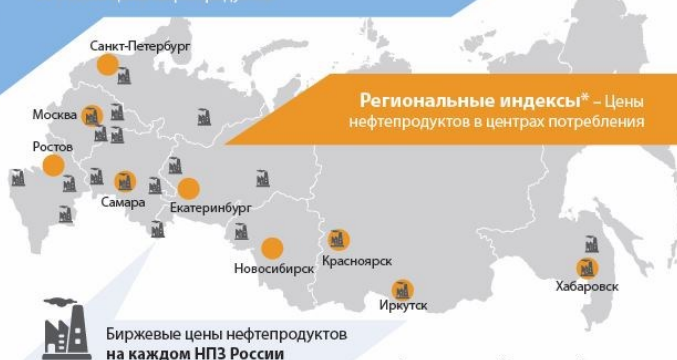 Санкт-Петербург
Региональные индексы* – Цены
нефтепродуктов в центрах потребления
Москва
Ростов
Самара
Екатеринбург
Новосибирск
Красноярск
Иркутск
Хабаровск
Биржевые цены нефтепродуктов
на каждом НПЗ России